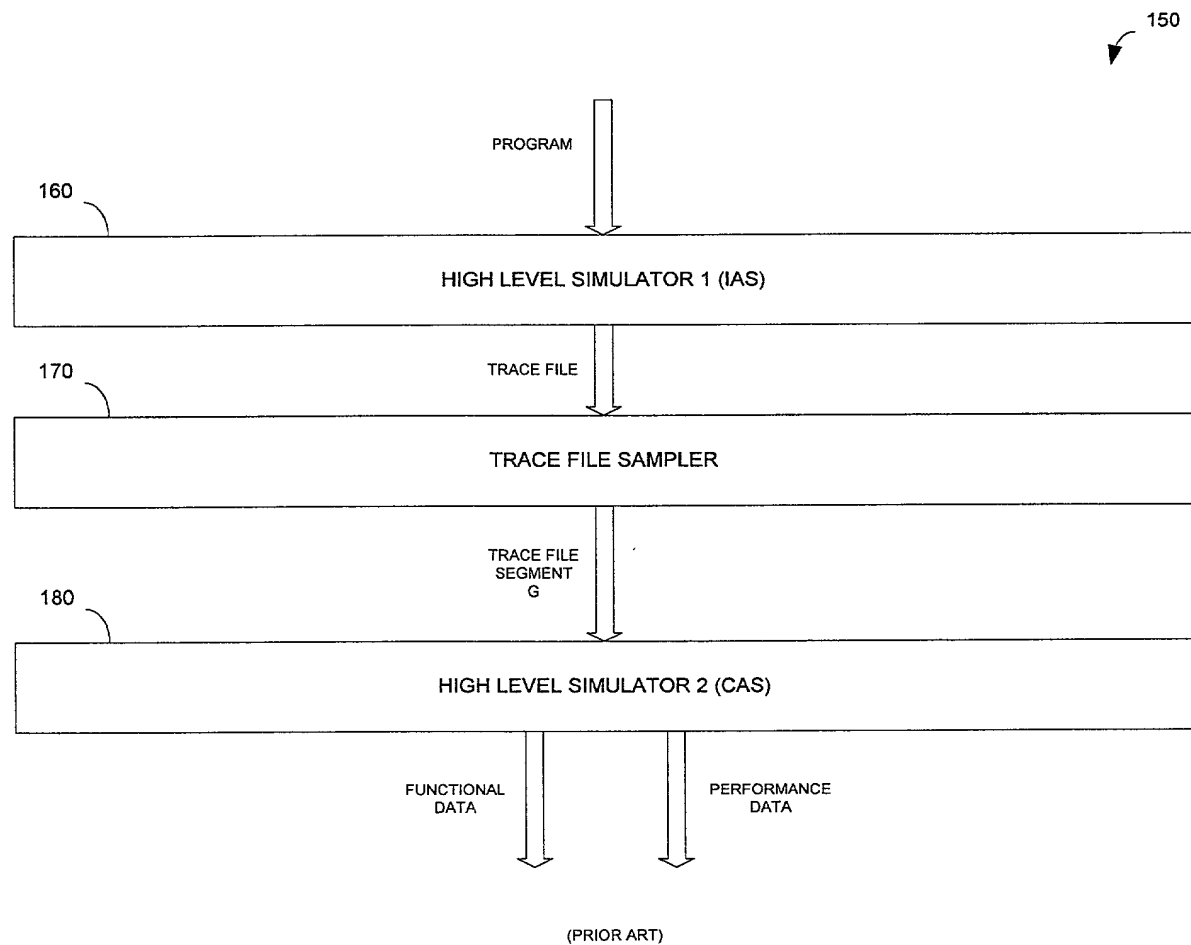 150
PROGRAM
160
HIGH LEVEL SIMULATOR 1 (IAS)
TRACE FILE
170
TRACE FILE SAMPLER
TRACE FILE
SEGMENT
G
180
HIGH LEVEL SIMULATOR 2 (CAS)
FUNCTIONAL
DATA
PERFORMANCE
DATA
(PRIOR ART)